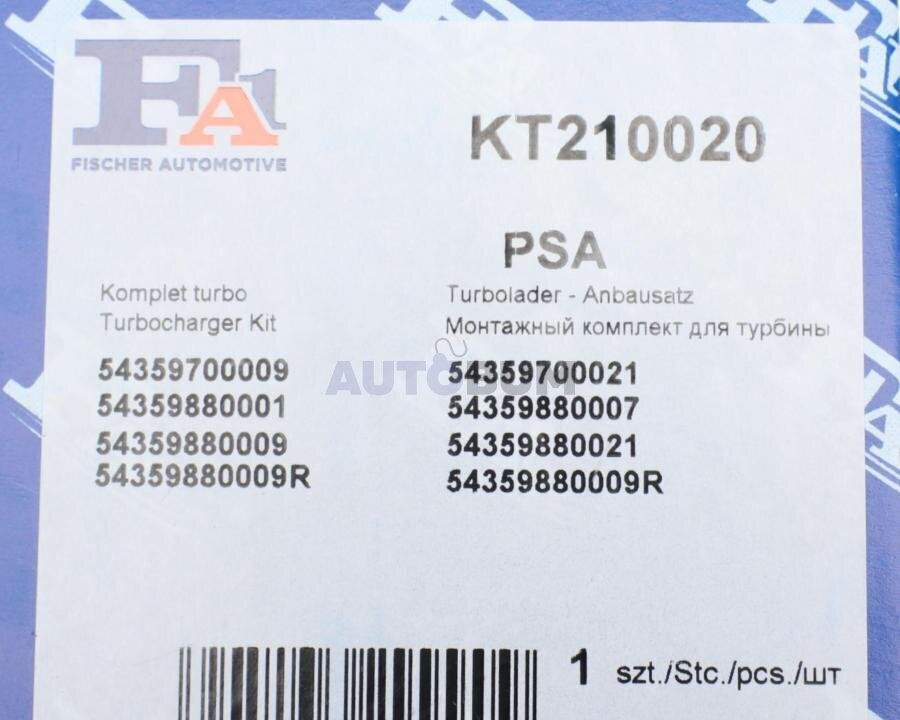 FA1
FISCHER AUTOMOTIVE
KT210020
PSA
Komplet turbo
Turbocharger Kit
Turbolader - Anbausatz
Монтажный комплект для турбины
54359700009 54359700021
54359880001 54359880007
54359880009 54359880021
54359880009R 54359880009R
AUTOBUM
1 szt./Stc./pcs./шт